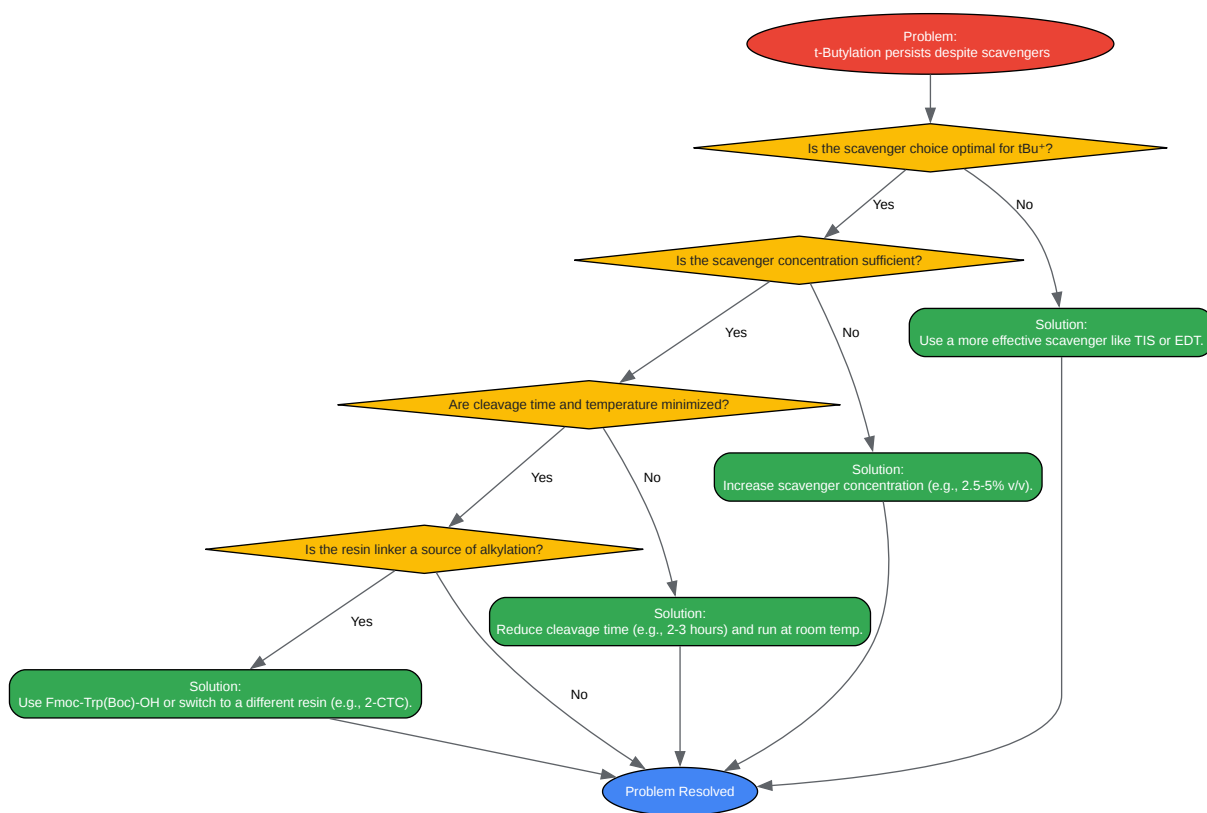 Problem:
t-Butylation persists despite scavengers
Is the scavenger choice optimal for tBu⁺?
Yes
No
Is the scavenger concentration sufficient?
Solution:
Use a more effective scavenger like TIS or EDT.
Yes
No
Are cleavage time and temperature minimized?
Solution:
Increase scavenger concentration (e.g., 2.5-5% v/v).
Yes
No
Is the resin linker a source of alkylation?
Solution:
Reduce cleavage time (e.g., 2-3 hours) and run at room temp.
Yes
No
Solution:
Use Fmoc-Trp(Boc)-OH or switch to a different resin (e.g., 2-CTC).
Problem Resolved